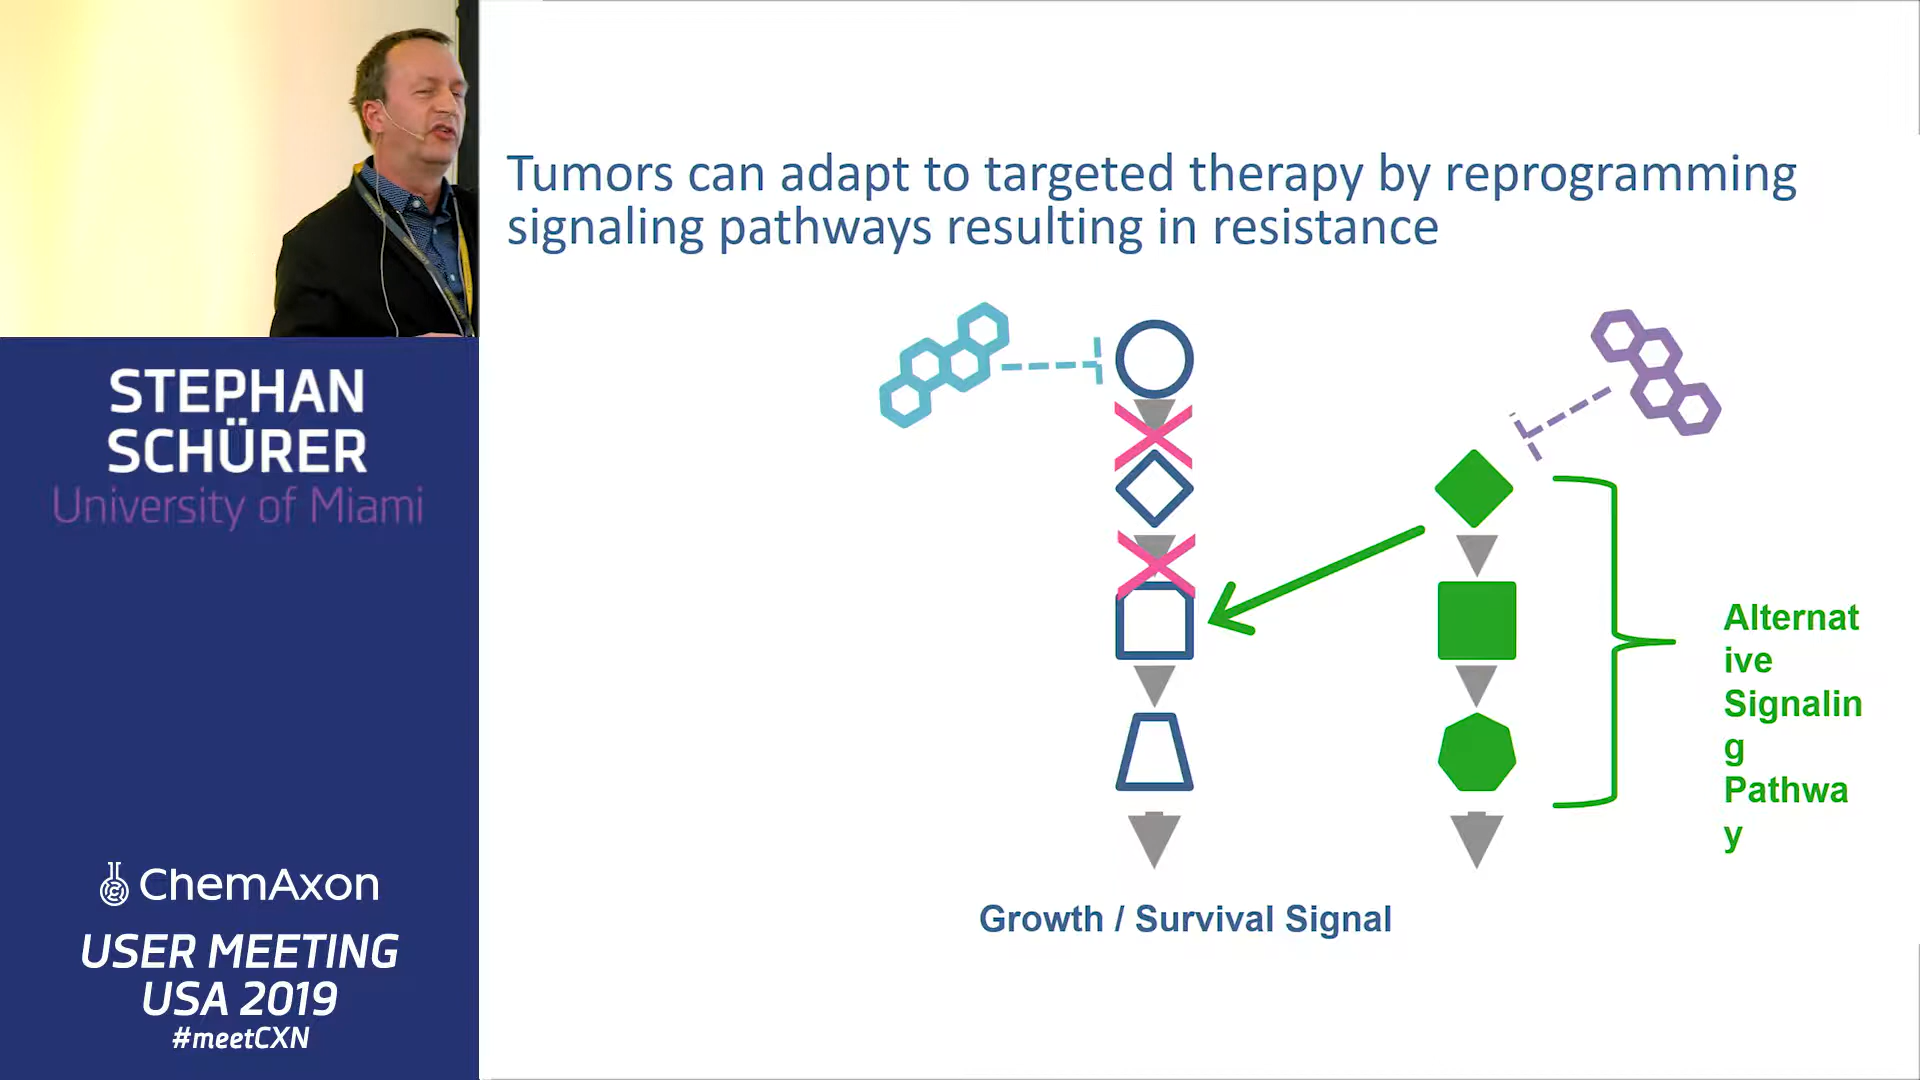 Tumors can adapt to targeted therapy by reprogramming
signaling pathways resulting in resistance
STEPHAN
SCHÜRER
University of Miami
Alternat
ive
Signalin
g
Pathwa
y
Growth / Survival Signal
ChemAxon
USER MEETING
USA 2019
#meetCXN